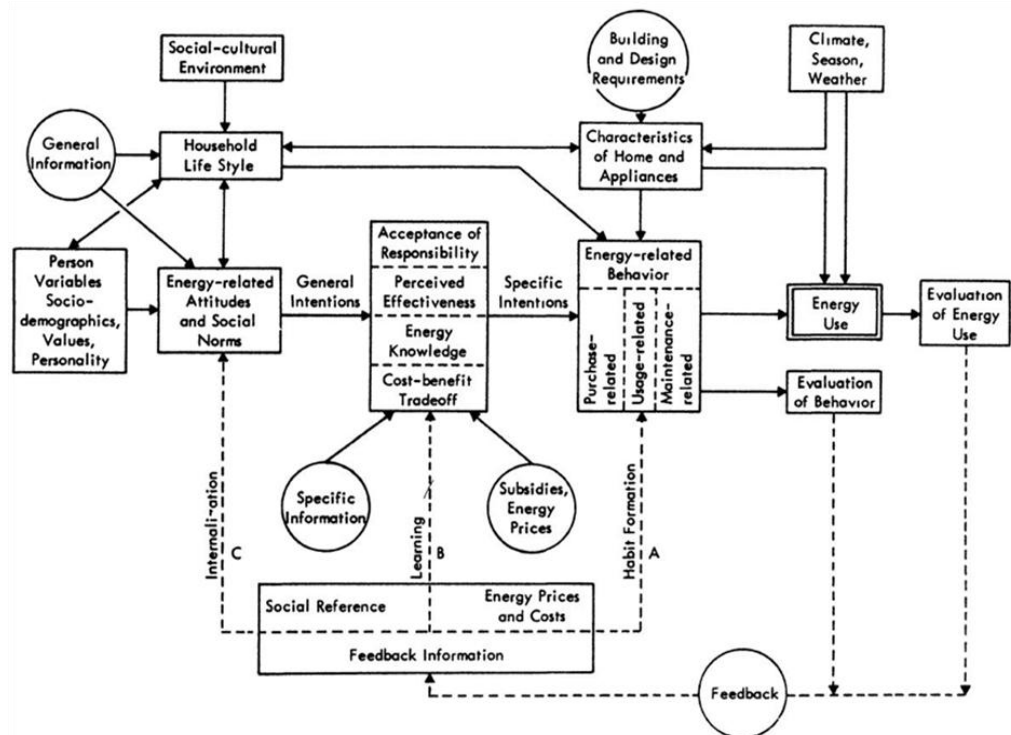 Social-cultural
Environment
Building
and Design
Requirements
Climate,
Season,
Weather
General
Information
Household
Life Style
Characteristics
of Home and
Appliances
Person
Variables
Socio-
demographics,
Values,
Personality
Energy-related
Attitudes
and Social
Norms
General
Intentions
Acceptance of
Responsibility
Perceived
Effectiveness
Energy
Knowledge
Cost-benefit
Tradeoff
Specific
Intentions
Energy-related
Behavior
Purchase-
related
Usage-related
Maintenance-
related
Energy
Use
Evaluation
of Energy
Use
Evaluation
of Behavior
Specific
Information
Subsidies,
Energy
Prices
Internalization
C
Learning
B
Habit Formation
A
Social Reference
Energy Prices
and Costs
Feedback Information
Feedback